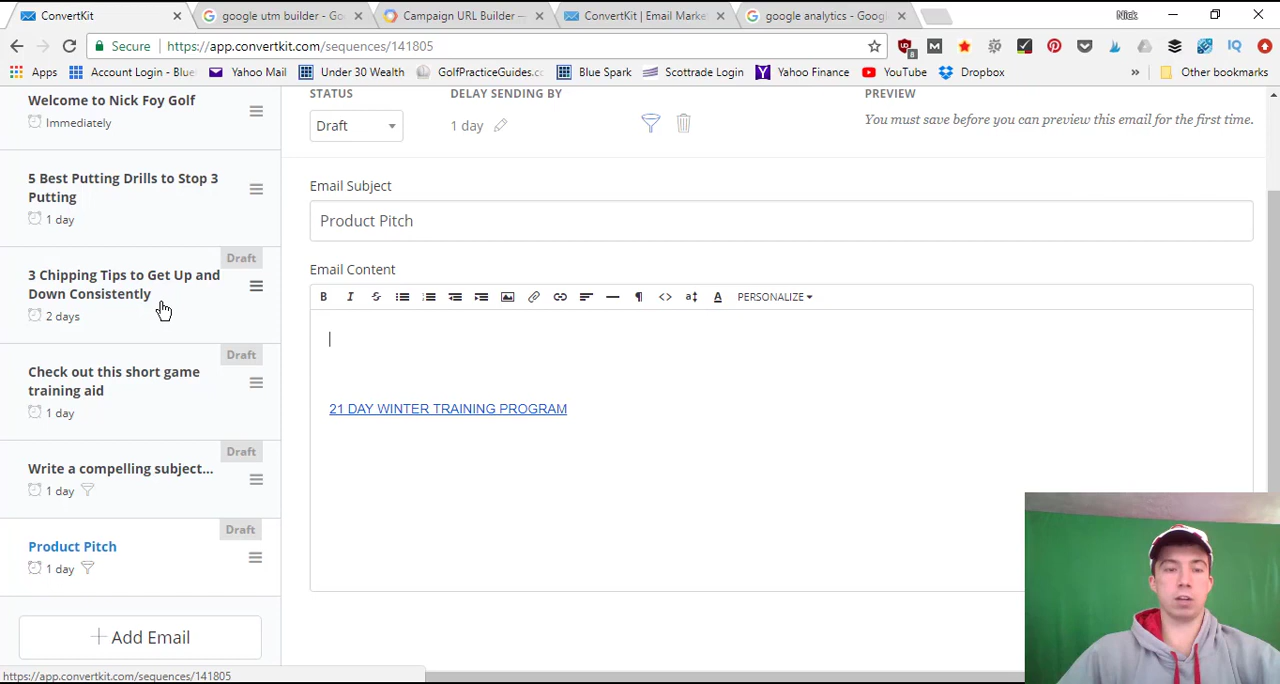 ConvertKit
google utm builder - Go
Campaign URL Builder —
ConvertKit | Email Marke
google analytics - Goog
Nick
Secure
https://app.convertkit.com/sequences/141805
Apps
Account Login - Blue
Yahoo Mail
Under 30 Wealth
GolfPracticeGuides.c
Blue Spark
Scottrade Login
Yahoo Finance
YouTube
Dropbox
»
Other bookmarks
Welcome to Nick Foy Golf
Immediately
5 Best Putting Drills to Stop 3
Putting
1 day
Draft
3 Chipping Tips to Get Up and
Down Consistently
2 days
Draft
Check out this short game
training aid
1 day
Draft
Write a compelling subject...
1 day
Draft
Product Pitch
1 day
+ Add Email
https://app.convertkit.com/sequences/141805
STATUS
DELAY SENDING BY
PREVIEW
Draft
1 day
You must save before you can preview this email for the first time.
Email Subject
Product Pitch
Email Content
B I S
PERSONALIZE
21 DAY WINTER TRAINING PROGRAM